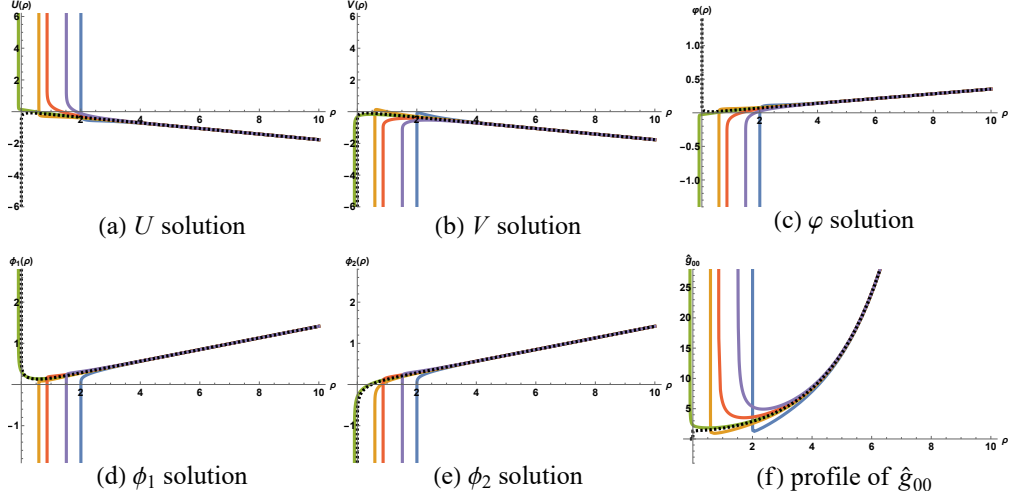 U(ρ)
6
4
2
2 4 6 8 10 ρ
-2
-4
-6
(a) U solution
V(ρ)
6
4
2
2 4 6 8 10 ρ
-2
-4
-6
(b) V solution
φ(ρ)
1.0
0.5
2 4 6 8 10 ρ
-0.5
-1.0
(c) φ solution
ϕ₁(ρ)
2
1
2 4 6 8 10 ρ
-1
(d) ϕ₁ solution
ϕ₂(ρ)
2
1
2 4 6 8 10 ρ
-1
(e) ϕ₂ solution
ĝ₀₀
25
20
15
10
5
0 2 4 6 8 10 ρ
(f) profile of ĝ₀₀